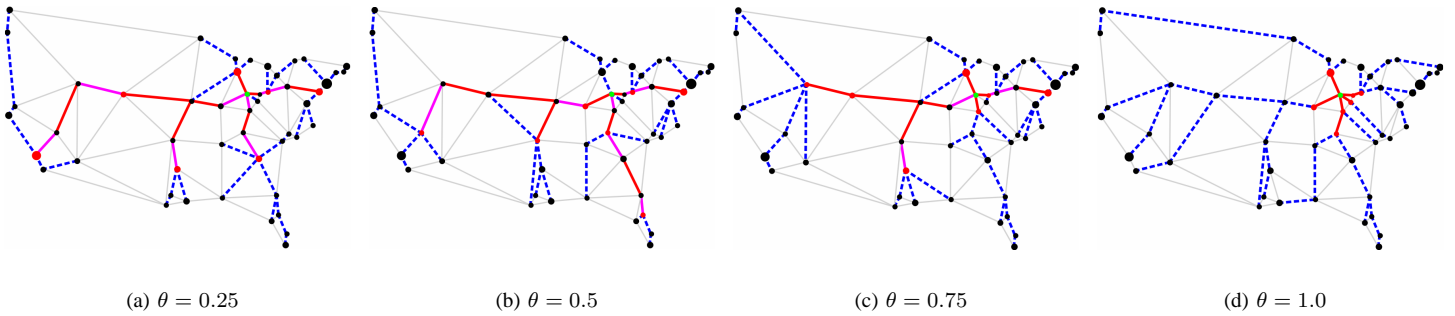 (a) θ = 0.25 (b) θ = 0.5 (c) θ = 0.75 (d) θ = 1.0